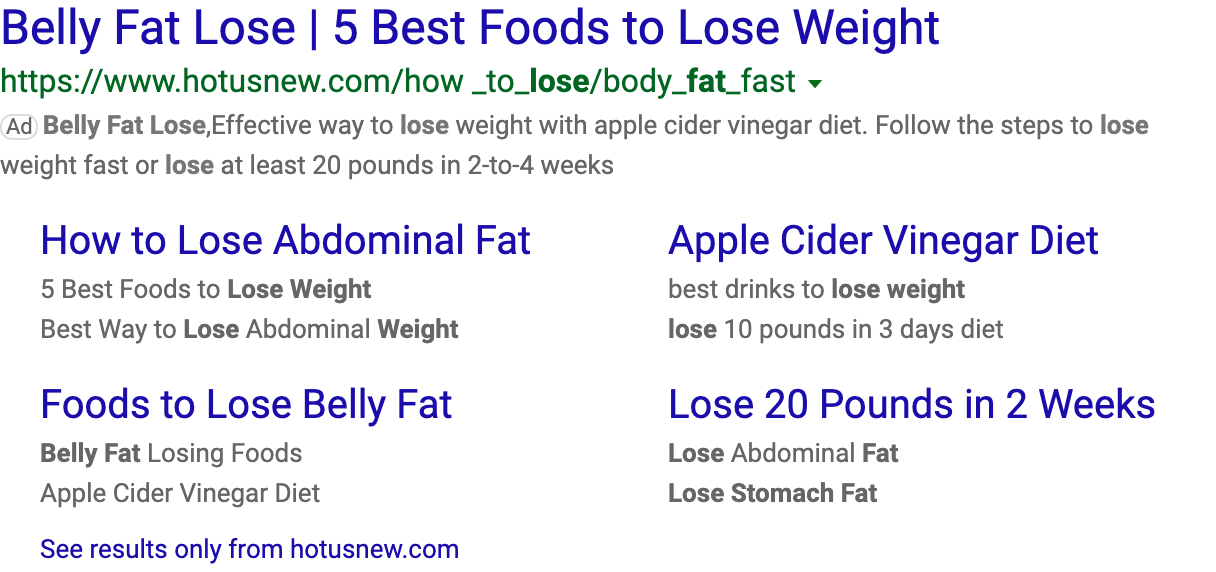 Belly Fat Lose | 5 Best Foods to Lose Weight
https://www.hotusnew.com/how _to_lose/body_fat_fast
Ad Belly Fat Lose,Effective way to lose weight with apple cider vinegar diet. Follow the steps to lose
weight fast or lose at least 20 pounds in 2-to-4 weeks
How to Lose Abdominal Fat
5 Best Foods to Lose Weight
Best Way to Lose Abdominal Weight
Apple Cider Vinegar Diet
best drinks to lose weight
lose 10 pounds in 3 days diet
Foods to Lose Belly Fat
Belly Fat Losing Foods
Apple Cider Vinegar Diet
Lose 20 Pounds in 2 Weeks
Lose Abdominal Fat
Lose Stomach Fat
See results only from hotusnew.com